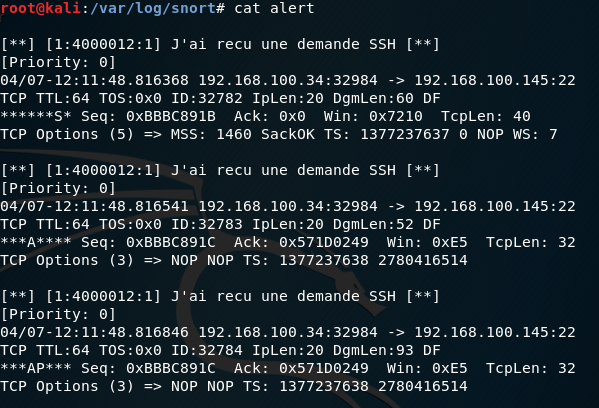 root@kali:/var/log/snort# cat alert
[**] [1:4000012:1] J'ai recu une demande SSH [**]
[Priority: 0]
04/07-12:11:48.816368 192.168.100.34:32984 -> 192.168.100.145:22
TCP TTL:64 TOS:0x0 ID:32782 IpLen:20 DgmLen:60 DF
******S* Seq: 0xBBBC891B  Ack: 0x0  Win: 0x7210  TcpLen: 40
TCP Options (5) => MSS: 1460 SackOK TS: 1377237637 0 NOP WS: 7
[**] [1:4000012:1] J'ai recu une demande SSH [**]
[Priority: 0]
04/07-12:11:48.816541 192.168.100.34:32984 -> 192.168.100.145:22
TCP TTL:64 TOS:0x0 ID:32783 IpLen:20 DgmLen:52 DF
***A**** Seq: 0xBBBC891C  Ack: 0x571D0249  Win: 0xE5  TcpLen: 32
TCP Options (3) => NOP NOP TS: 1377237638 2780416514
[**] [1:4000012:1] J'ai recu une demande SSH [**]
[Priority: 0]
04/07-12:11:48.816846 192.168.100.34:32984 -> 192.168.100.145:22
TCP TTL:64 TOS:0x0 ID:32784 IpLen:20 DgmLen:93 DF
***AP*** Seq: 0xBBBC891C  Ack: 0x571D0249  Win: 0xE5  TcpLen: 32
TCP Options (3) => NOP NOP TS: 1377237638 2780416514